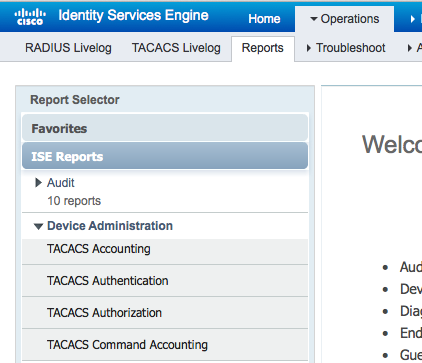 CISCO Identity Services Engine Home Operations
RADIUS Livelog TACACS Livelog Reports Troubleshoot
Report Selector
Favorites
ISE Reports
Welco
Audit
10 reports
Device Administration
TACACS Accounting
TACACS Authentication
TACACS Authorization
TACACS Command Accounting
Aud
Dev
Diag
End
Gue